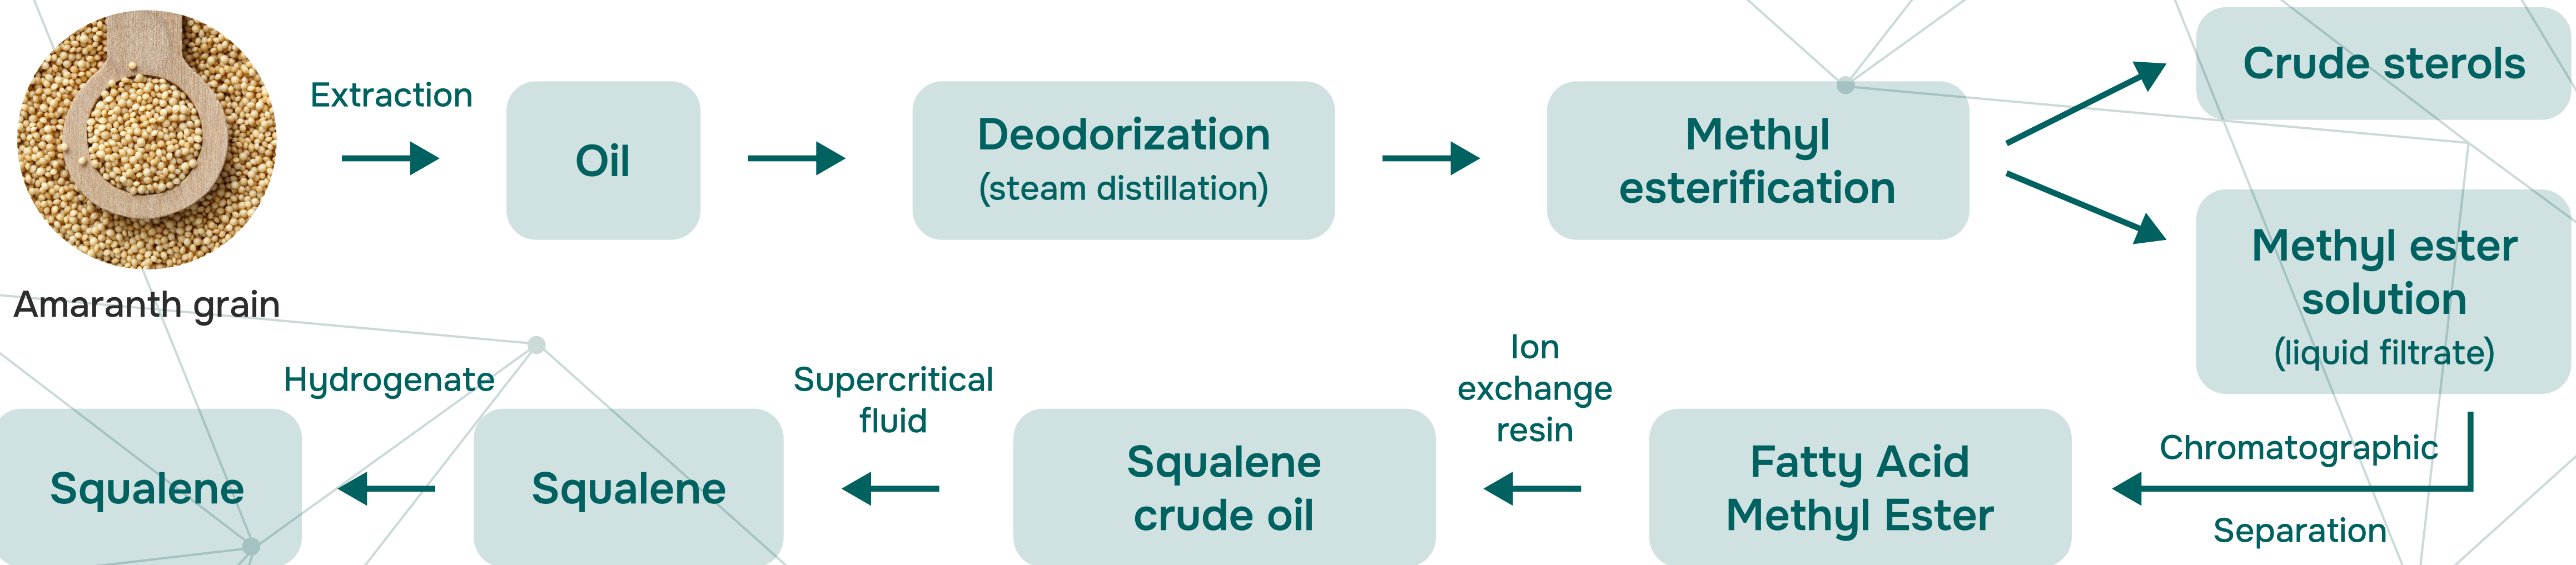 Extraction
Oil
Deodorization
(steam distillation)
Methyl
esterification
Crude sterols
Methyl ester
solution
(liquid filtrate)
Amaranth grain
Chromatographic
Separation
Fatty Acid
Methyl Ester
Ion
exchange
resin
Squalene
crude oil
Supercritical
fluid
Squalene
Hydrogenate
Squalene